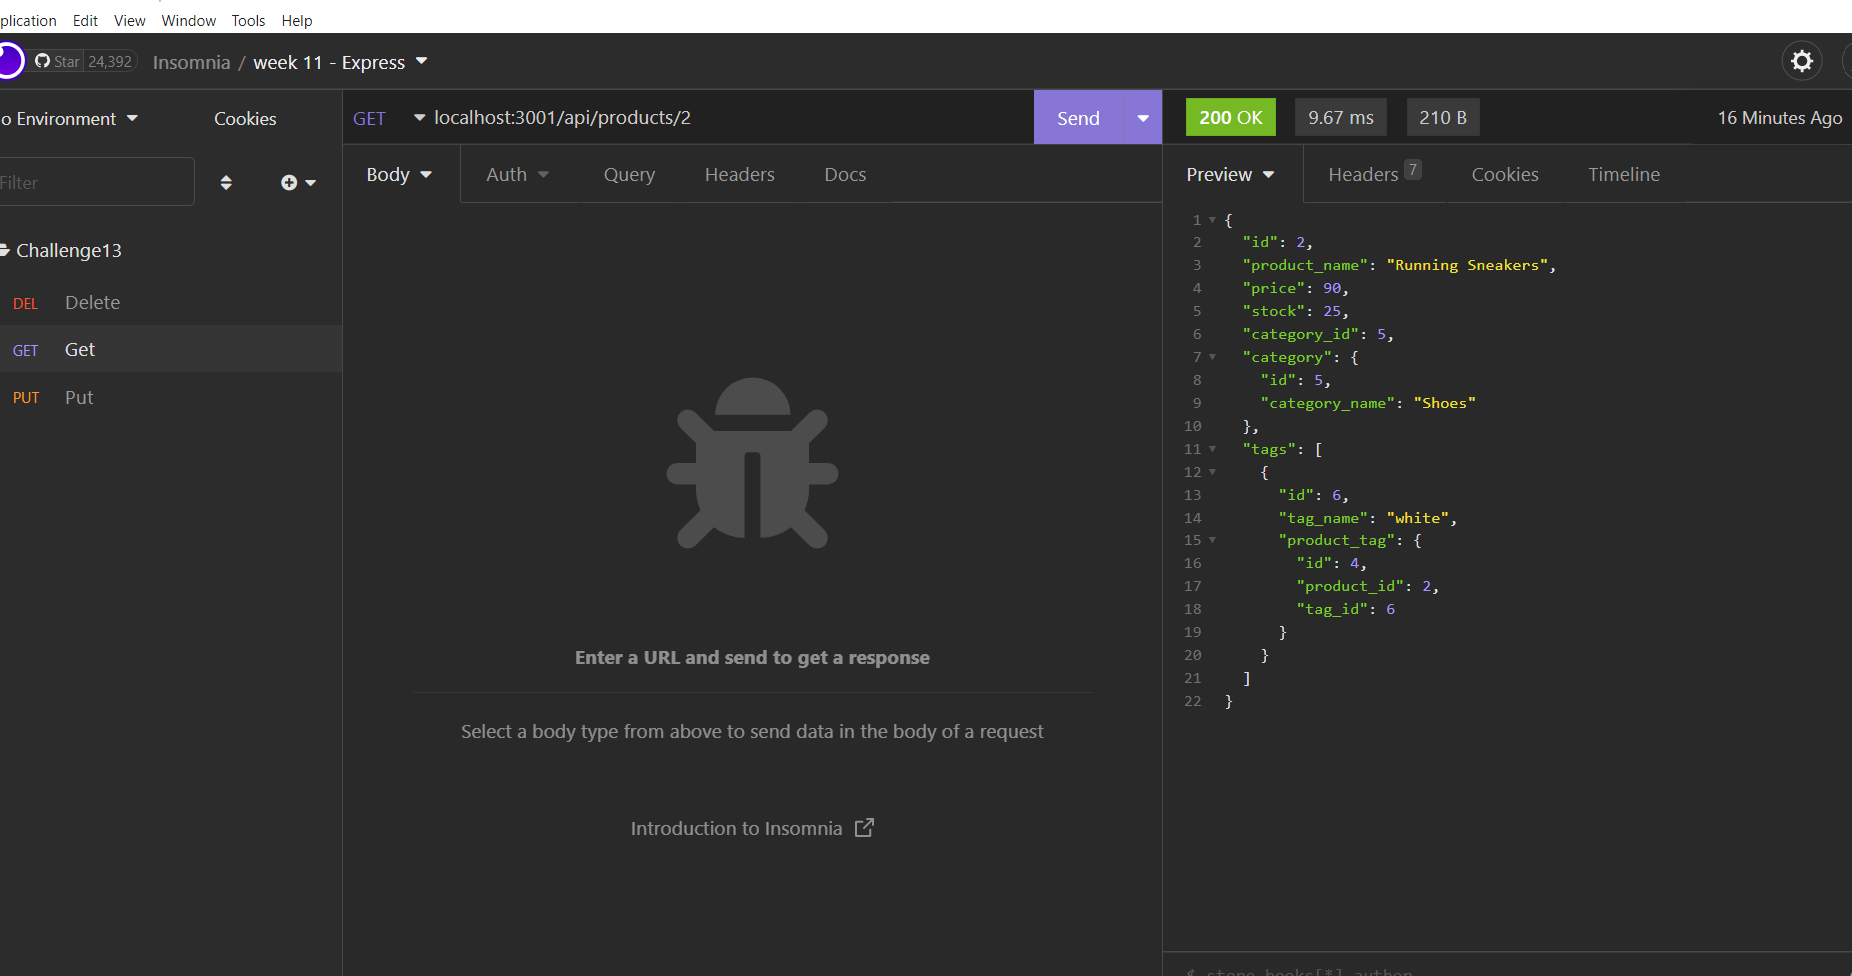 plication Edit View Window Tools Help
Star 24,392 Insomnia / week 11 - Express
o Environment Cookies
GET localhost:3001/api/products/2 Send
200 OK 9.67 ms 210 B 16 Minutes Ago
Filter
Body Auth Query Headers Docs
Preview Headers 7 Cookies Timeline
Challenge13
DEL Delete
GET Get
PUT Put
Enter a URL and send to get a response
Select a body type from above to send data in the body of a request
Introduction to Insomnia
1 {
2 "id": 2,
3 "product_name": "Running Sneakers",
4 "price": 90,
5 "stock": 25,
6 "category_id": 5,
7 "category": {
8 "id": 5,
9 "category_name": "Shoes"
10 },
11 "tags": [
12 {
13 "id": 6,
14 "tag_name": "white",
15 "product_tag": {
16 "id": 4,
17 "product_id": 2,
18 "tag_id": 6
19 }
20 }
21 ]
22 }